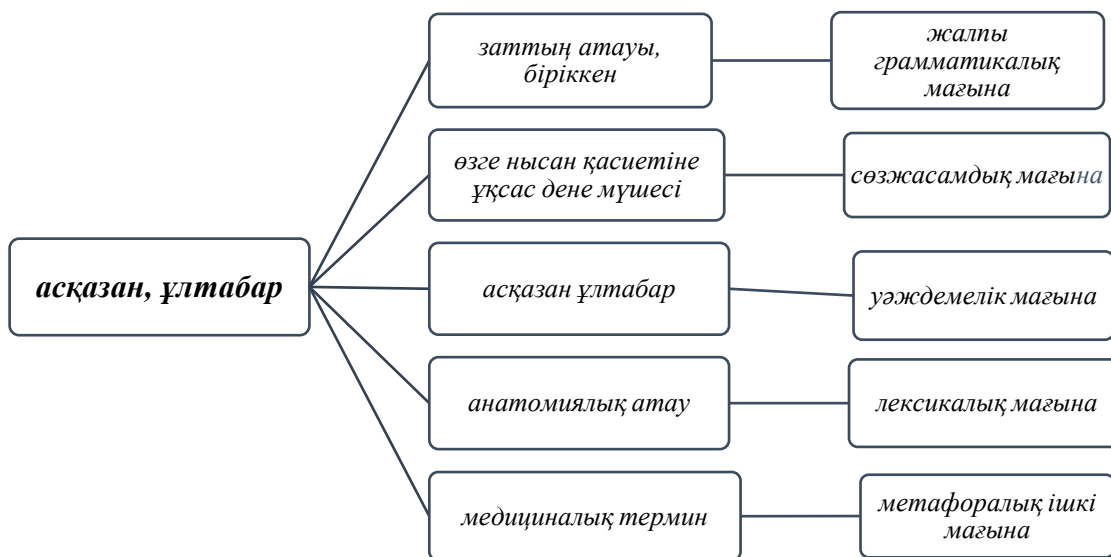 заттың атауы,
біріккен
жалпы
грамматикалық
мағына
өзге нысан қасиетіне
ұқсас дене мүшесі
сөзжасамдық мағына
асқазан, ұлтабар
асқазан ұлтабар
уәждемелік мағына
анатомиялық атау
лексикалық мағына
медициналық термин
метафоралық ішкі
мағына